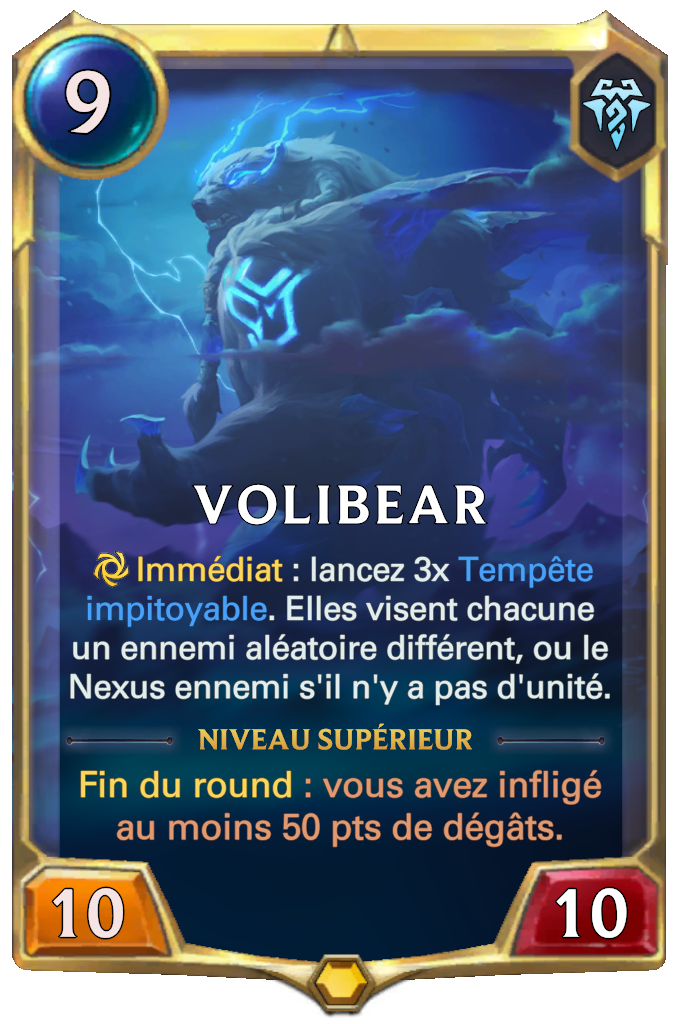 9
VOLIBEAR
Immédiat : lancez 3x Tempête
impitoyable. Elles visent chacune
un ennemi aléatoire différent, ou le
Nexus ennemi s'il n'y a pas d'unité.
NIVEAU SUPÉRIEUR
Fin du round : vous avez infligé
au moins 50 pts de dégâts.
10
10